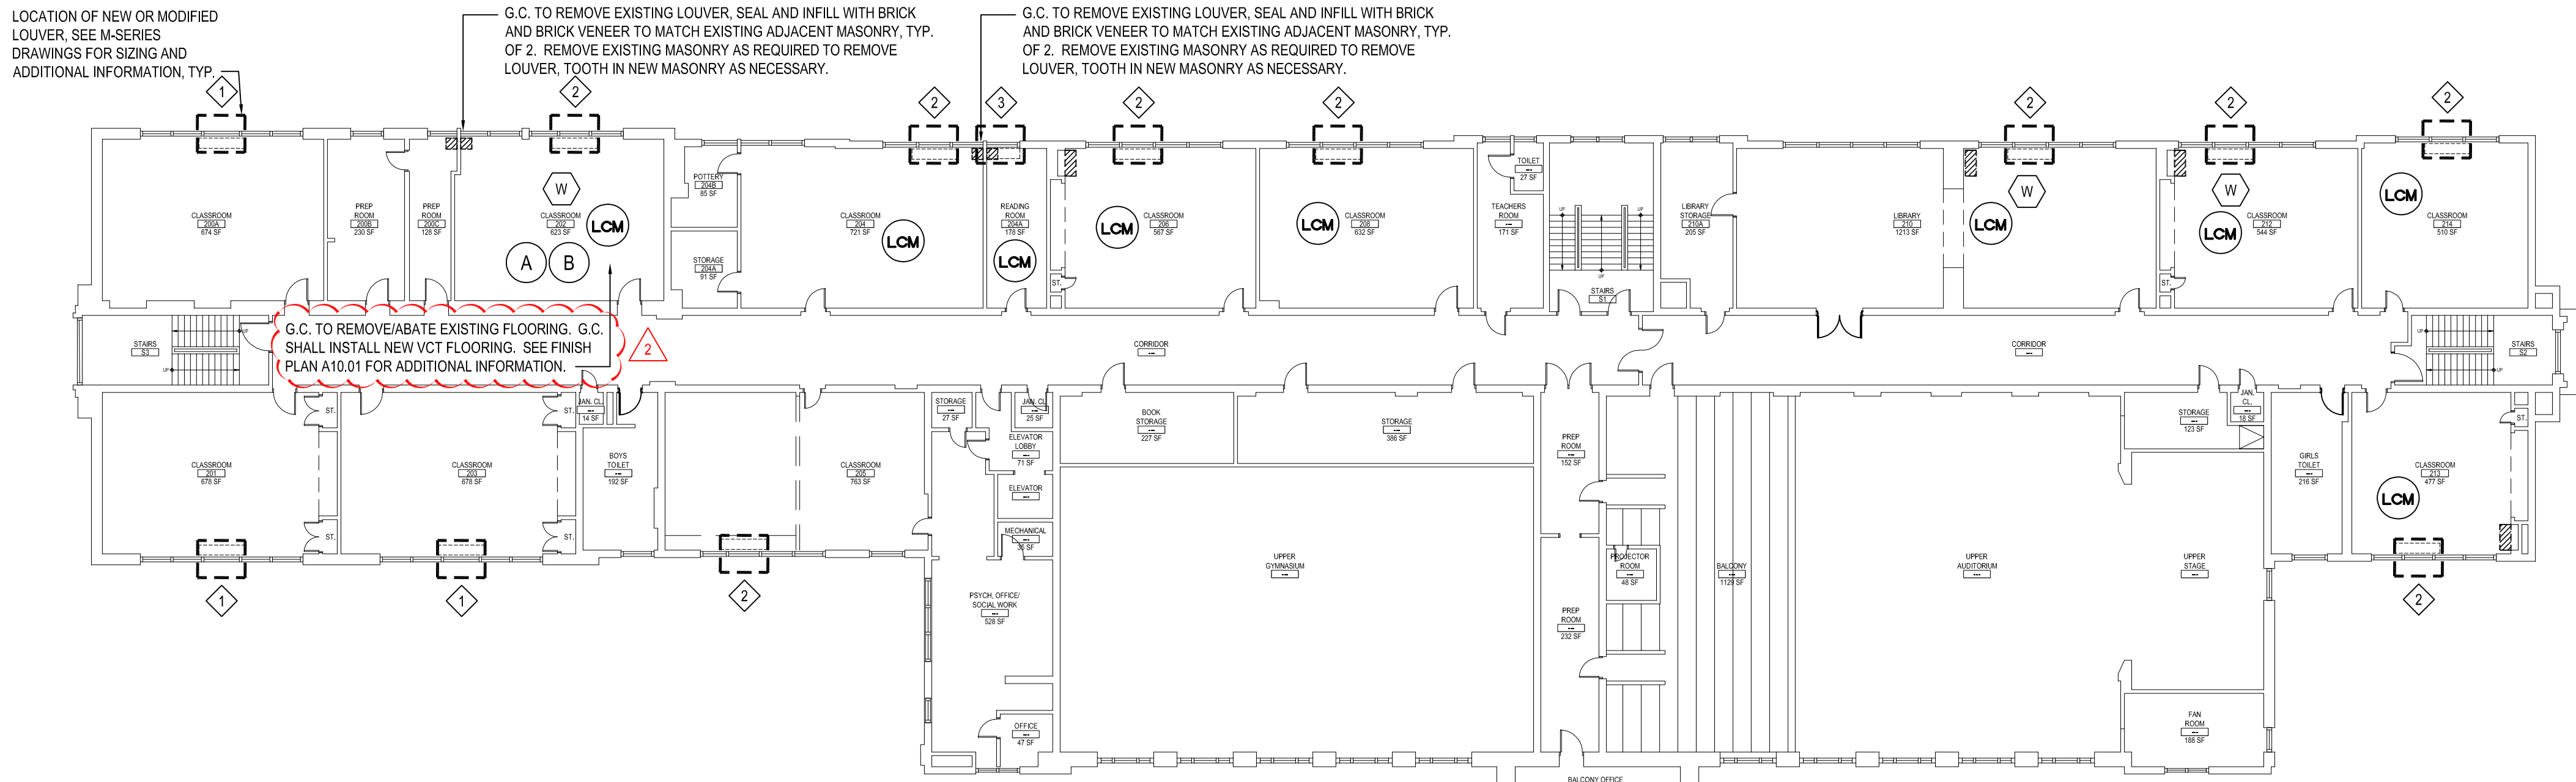 LOCATION OF NEW OR MODIFIED
LOUVER, SEE M-SERIES
DRAWINGS FOR SIZING AND
ADDITIONAL INFORMATION, TYP.
G.C. TO REMOVE EXISTING LOUVER, SEAL AND INFILL WITH BRICK
AND BRICK VENEER TO MATCH EXISTING ADJACENT MASONRY, TYP.
OF 2. REMOVE EXISTING MASONRY AS REQUIRED TO REMOVE
LOUVER, TOOTH IN NEW MASONRY AS NECESSARY.
G.C. TO REMOVE EXISTING LOUVER, SEAL AND INFILL WITH BRICK
AND BRICK VENEER TO MATCH EXISTING ADJACENT MASONRY, TYP.
OF 2. REMOVE EXISTING MASONRY AS REQUIRED TO REMOVE
LOUVER, TOOTH IN NEW MASONRY AS NECESSARY.
1
2
2
3
2
2
2
2
2
CLASSROOM
200A
674 SF
PREP
ROOM
200B
230 SF
PREP
ROOM
200C
128 SF
W
CLASSROOM
202
623 SF
LCM
A
B
POTTERY
204B
85 SF
STORAGE
204A
91 SF
CLASSROOM
204
721 SF
LCM
READING
ROOM
204A
178 SF
LCM
ST.
LCM
CLASSROOM
206
567 SF
LCM
CLASSROOM
208
632 SF
TOILET
---
27 SF
TEACHERS
ROOM
---
171 SF
UP
UP
UP
STAIRS
S1
LIBRARY
STORAGE
210A
205 SF
LIBRARY
210
1213 SF
W
LCM
ST.
W
LCM
CLASSROOM
212
544 SF
LCM
CLASSROOM
214
510 SF
STAIRS
S3
UP
UP
G.C. TO REMOVE/ABATE EXISTING FLOORING. G.C.
SHALL INSTALL NEW VCT FLOORING. SEE FINISH
PLAN A10.01 FOR ADDITIONAL INFORMATION.
2
CORRIDOR
---
CORRIDOR
---
UP
UP
STAIRS
S2
CLASSROOM
201
678 SF
ST.
ST.
CLASSROOM
203
678 SF
ST.
ST.
JAN. CL.
---
14 SF
BOYS
TOILET
---
192 SF
CLASSROOM
205
763 SF
STORAGE
---
27 SF
JAN. CL.
---
25 SF
ELEVATOR
LOBBY
---
71 SF
ELEVATOR
---
MECHANICAL
---
35 SF
PSYCH, OFFICE/
SOCIAL WORK
---
528 SF
OFFICE
---
47 SF
BOOK
STORAGE
---
227 SF
STORAGE
---
386 SF
UPPER
GYMNASIUM
---
PREP
ROOM
---
152 SF
PREP
ROOM
---
232 SF
PROJECTOR
ROOM
---
48 SF
BALCONY
---
1129 SF
UPPER
AUDITORIUM
---
UPPER
STAGE
---
STORAGE
---
123 SF
JAN.
CL.
---
18 SF
GIRLS
TOILET
---
216 SF
CLASSROOM
213
477 SF
LCM
ST.
FAN
ROOM
---
188 SF
1
1
2
2
BALCONY OFFICE